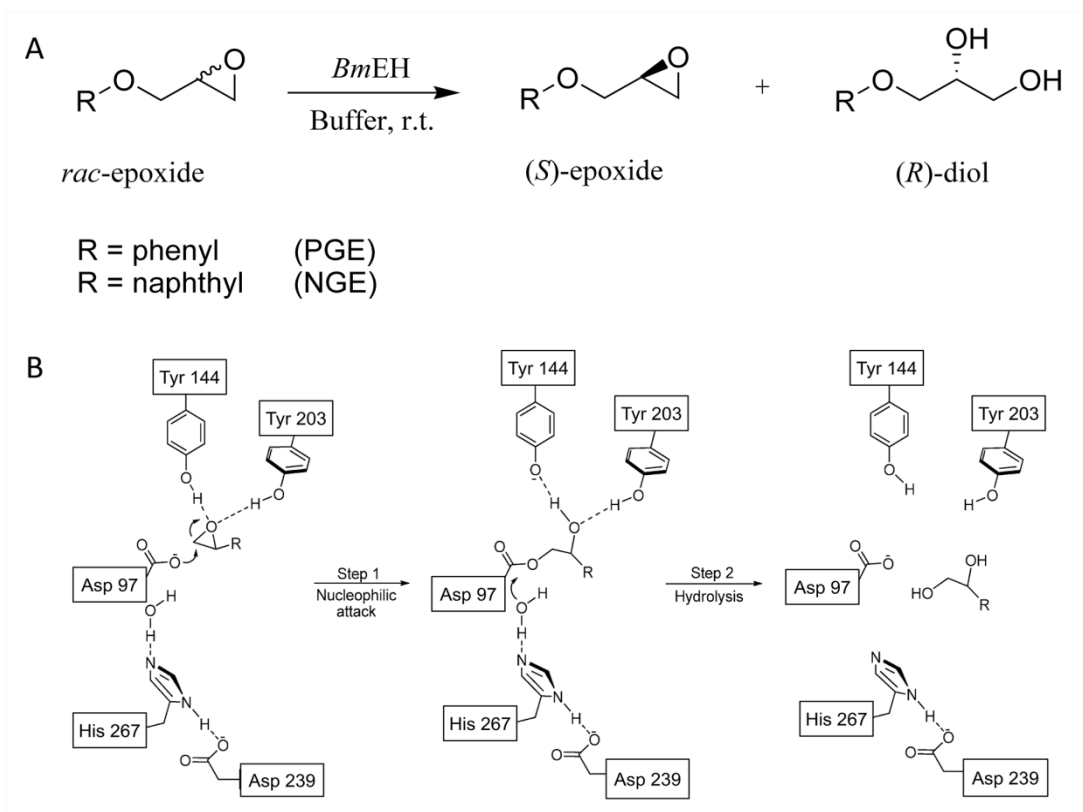 A
R O O
BmEH
Buffer, r.t.
R O O
+
R O OH OH
rac-epoxide
(S)-epoxide
(R)-diol
R = phenyl (PGE)
R = naphthyl (NGE)
B
Tyr 144
Tyr 203
O H H O
O R
O O-
Asp 97
H
O
H
N
N
H
His 267
O-
O
Asp 239
Step 1
Nucleophilic
attack
Tyr 144
Tyr 203
O-
H H O
O
O O
R
Asp 97
H
O
H
N
N
H
His 267
O-
O
Asp 239
Step 2
Hydrolysis
Tyr 144
Tyr 203
O H
H O
O O-
Asp 97
OH
HO
R
N
N
H
His 267
O-
O
Asp 239